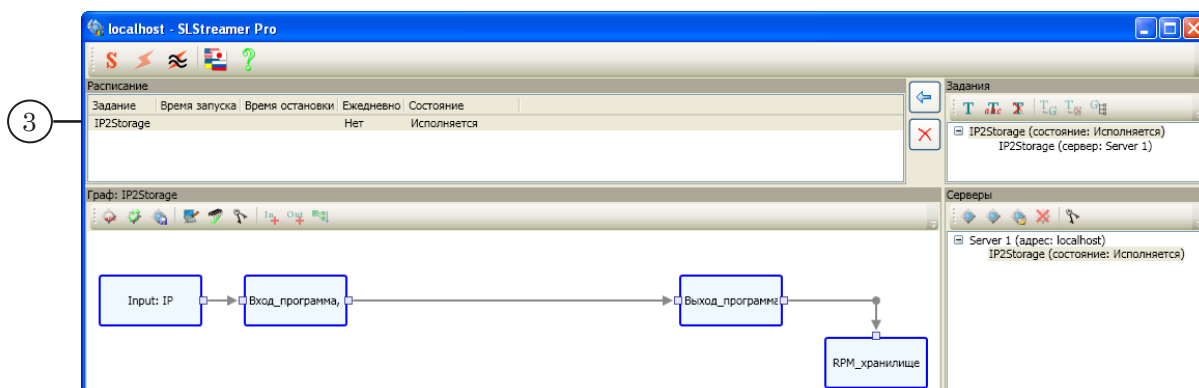 localhost - SLStreamer Pro
Расписание
Задание Время запуска Время остановки Ежедневно Состояние
IP2Storage Нет Исполняется
3
Задания
IP2Storage (состояние: Исполняется)
IP2Storage (сервер: Server 1)
Граф: IP2Storage
Input: IP
Вход_программа,
Выход_программа
RPM_хранилище
Серверы
Server 1 (адрес: localhost)
IP2Storage (состояние: Исполняется)